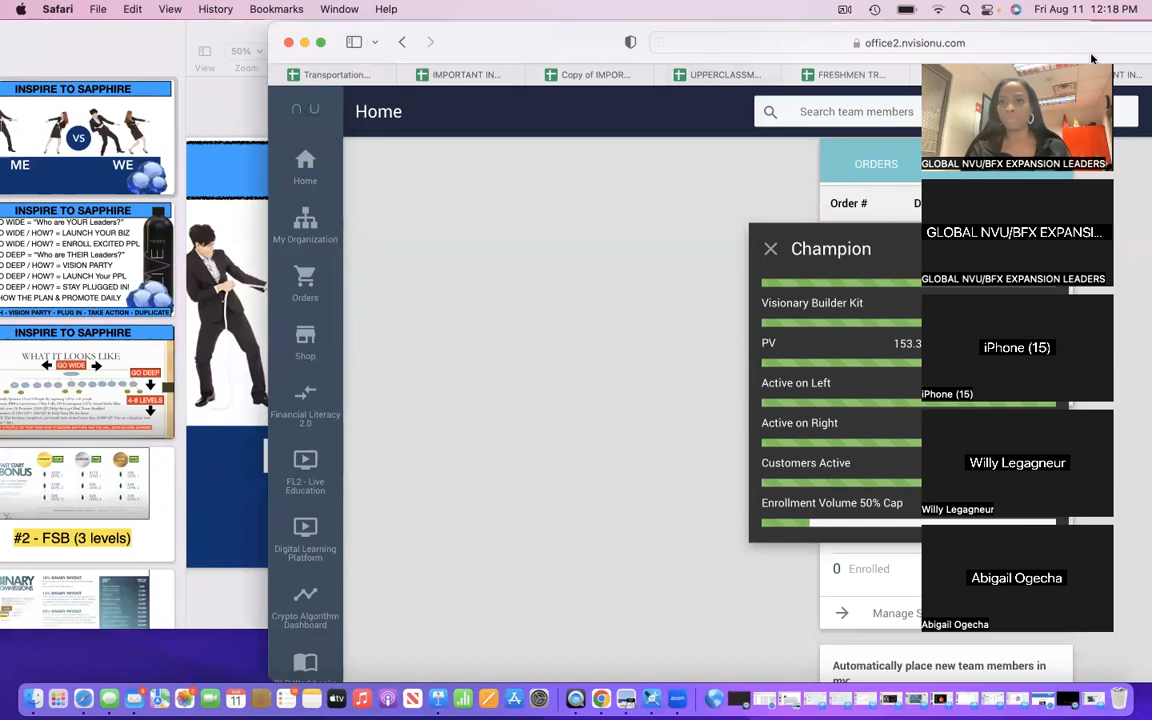 Safari File Edit View History Bookmarks Window Help
Fri Aug 11 12:18 PM
50%
View Zoom
office2.nvisionu.com
Transportation... IMPORTANT IN... Copy of IMPOR... UPPERCLASSM... FRESHMEN TR... NT IN...
INSPIRE TO SAPPHIRE
VS
ME WE
INSPIRE TO SAPPHIRE
O WIDE = "Who are YOUR Leaders?"
O WIDE / HOW? = LAUNCH YOUR BIZ
O WIDE / HOW? = ENROLL EXCITED PPL
O DEEP = "Who are THEIR Leaders?"
O DEEP / HOW? = VISION PARTY
O DEEP / HOW? = LAUNCH Your PPL
O DEEP / HOW? = STAY PLUGGED IN!
HOW THE PLAN & PROMOTE DAILY
H - VISION PARTY - PLUG IN - TAKE ACTION - DUPLICATE
INSPIRE TO SAPPHIRE
WHAT IT LOOKS LIKE
GO WIDE
GO DEEP
4-8 LEVELS
FAST START
BONUS
#2 - FSB (3 levels)
BINARY
COMMISSIONS
nvu
Home
Search team members
Home
My Organization
Orders
Shop
Financial Literacy
2.0
FL2 - Live
Education
Digital Learning
Platform
Crypto Algorithm
Dashboard
ORDERS
Order # D
Champion
Visionary Builder Kit
PV 153.3
Active on Left
Active on Right
Customers Active
Enrollment Volume 50% Cap
0 Enrolled
Manage S
Automatically place new team members in
my
GLOBAL NVU/BFX EXPANSION LEADERS
GLOBAL NVU/BFX EXPANSI...
GLOBAL NVU/BFX EXPANSION LEADERS
iPhone (15)
iPhone (15)
Willy Legagneur
Willy Legagneur
Abigail Ogecha
Abigail Ogecha
zoom